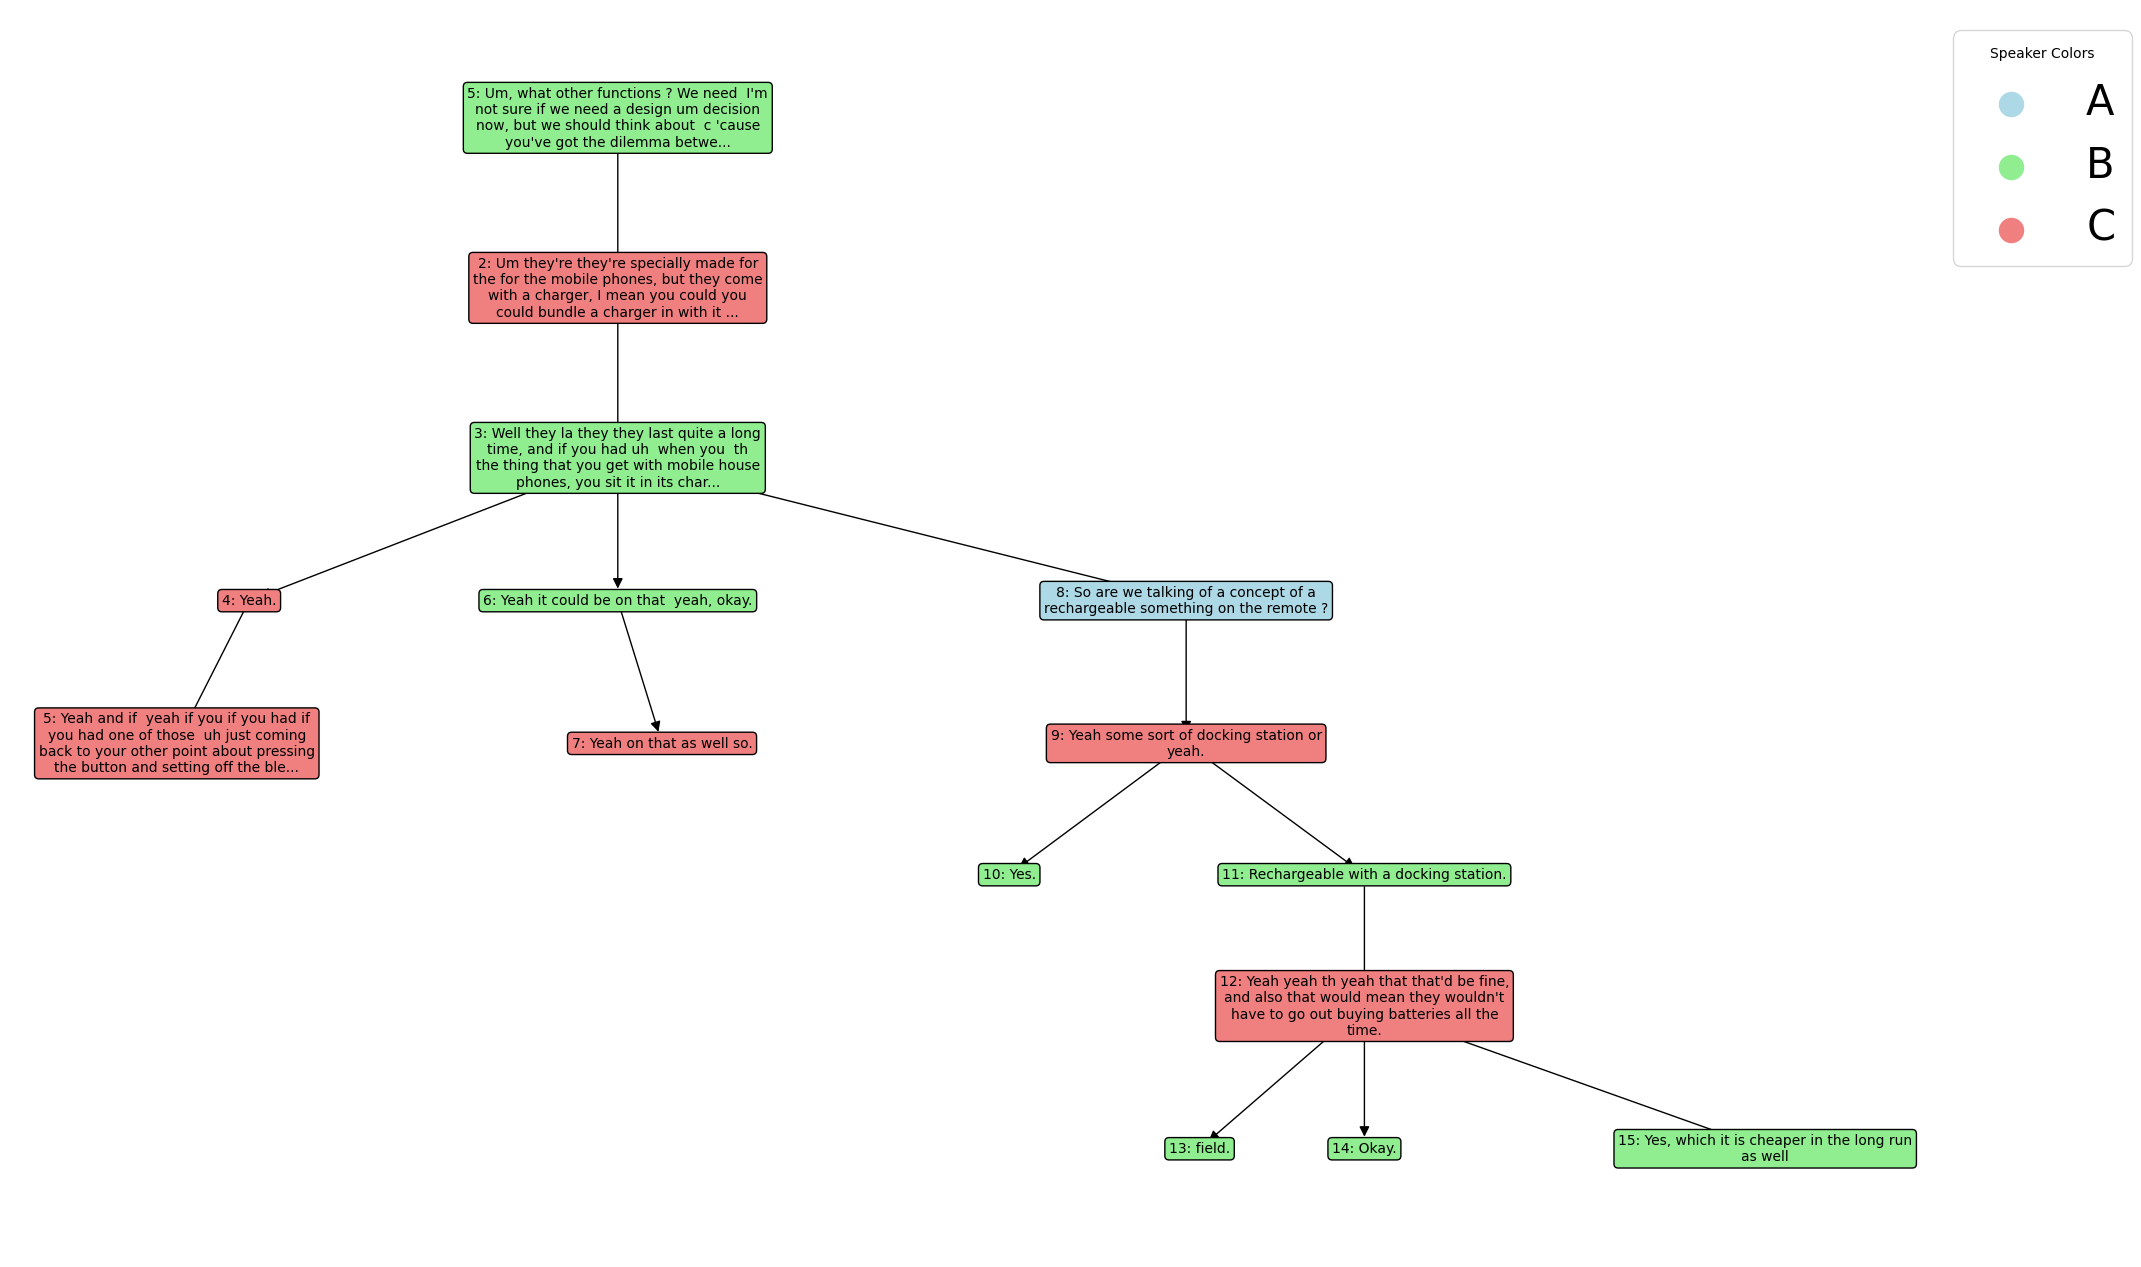 Speaker Colors
A
B
C
5: Um, what other functions ? We need  I'm
not sure if we need a design um decision
now, but we should think about  c 'cause
you've got the dilemma betwe...
2: Um they're they're specially made for
the for the mobile phones, but they come
with a charger, I mean you could you
could bundle a charger in with it ...
3: Well they la they they last quite a long
time, and if you had uh  when you  th
the thing that you get with mobile house
phones, you sit it in its char...
4: Yeah.
6: Yeah it could be on that  yeah, okay.
8: So are we talking of a concept of a
rechargeable something on the remote ?
5: Yeah and if  yeah if you if you had if
you had one of those  uh just coming
back to your other point about pressing
the button and setting off the ble...
7: Yeah on that as well so.
9: Yeah some sort of docking station or
yeah.
10: Yes.
11: Rechargeable with a docking station.
12: Yeah yeah th yeah that that'd be fine,
and also that would mean they wouldn't
have to go out buying batteries all the
time.
13: field.
14: Okay.
15: Yes, which it is cheaper in the long run
as well